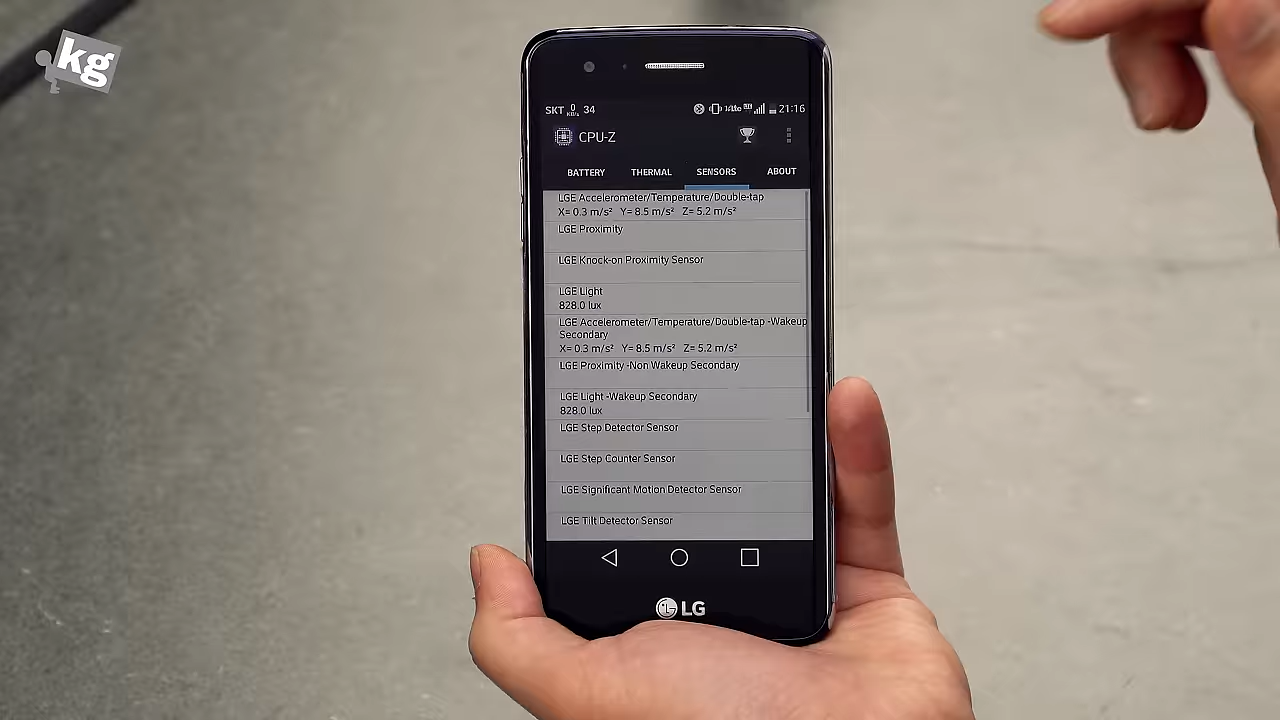 kg
SKT 0 KB/s 34 21:16
CPU-Z
BATTERY THERMAL SENSORS ABOUT
LGE Accelerometer/Temperature/Double-tap
X= 0.3 m/s² Y= 8.5 m/s² Z= 5.2 m/s²
LGE Proximity
LGE Knock-on Proximity Sensor
LGE Light
828.0 lux
LGE Accelerometer/Temperature/Double-tap -Wakeup
Secondary
X= 0.3 m/s² Y= 8.5 m/s² Z= 5.2 m/s²
LGE Proximity -Non Wakeup Secondary
LGE Light -Wakeup Secondary
828.0 lux
LGE Step Detector Sensor
LGE Step Counter Sensor
LGE Significant Motion Detector Sensor
LGE Tilt Detector Sensor
LG